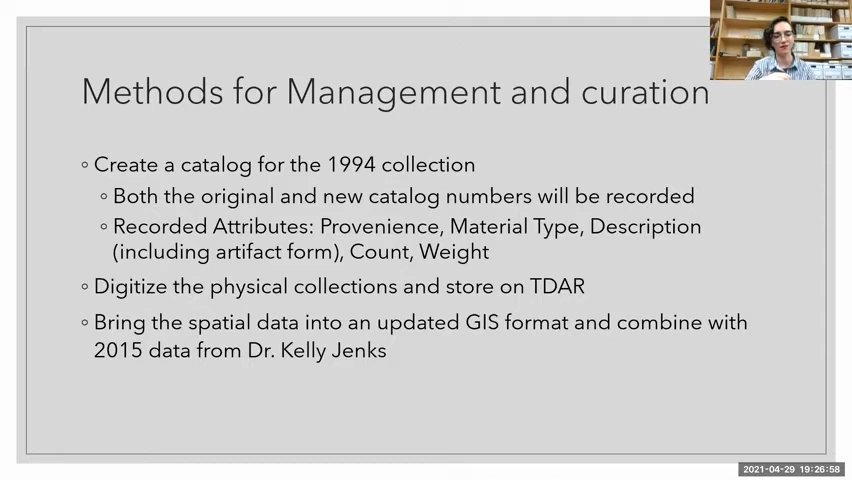 Methods for Management and curation
◦ Create a catalog for the 1994 collection
◦ Both the original and new catalog numbers will be recorded
◦ Recorded Attributes: Provenience, Material Type, Description
(including artifact form), Count, Weight
◦ Digitize the physical collections and store on TDAR
◦ Bring the spatial data into an updated GIS format and combine with
2015 data from Dr. Kelly Jenks
2021-04-29 19:26:58